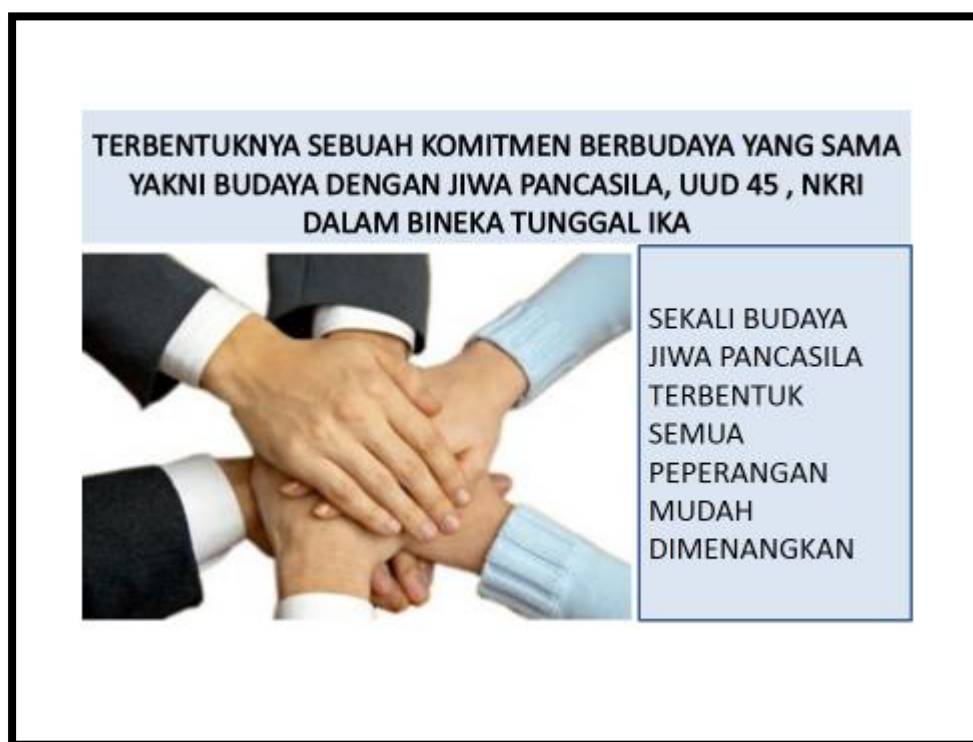 TERBENTUKNYA SEBUAH KOMITMEN BERBUDAYA YANG SAMA
YAKNI BUDAYA DENGAN JIWA PANCASILA, UUD 45 , NKRI
DALAM BINEKA TUNGGAL IKA
SEKALI BUDAYA
JIWA PANCASILA
TERBENTUK
SEMUA
PEPERANGAN
MUDAH
DIMENANGKAN